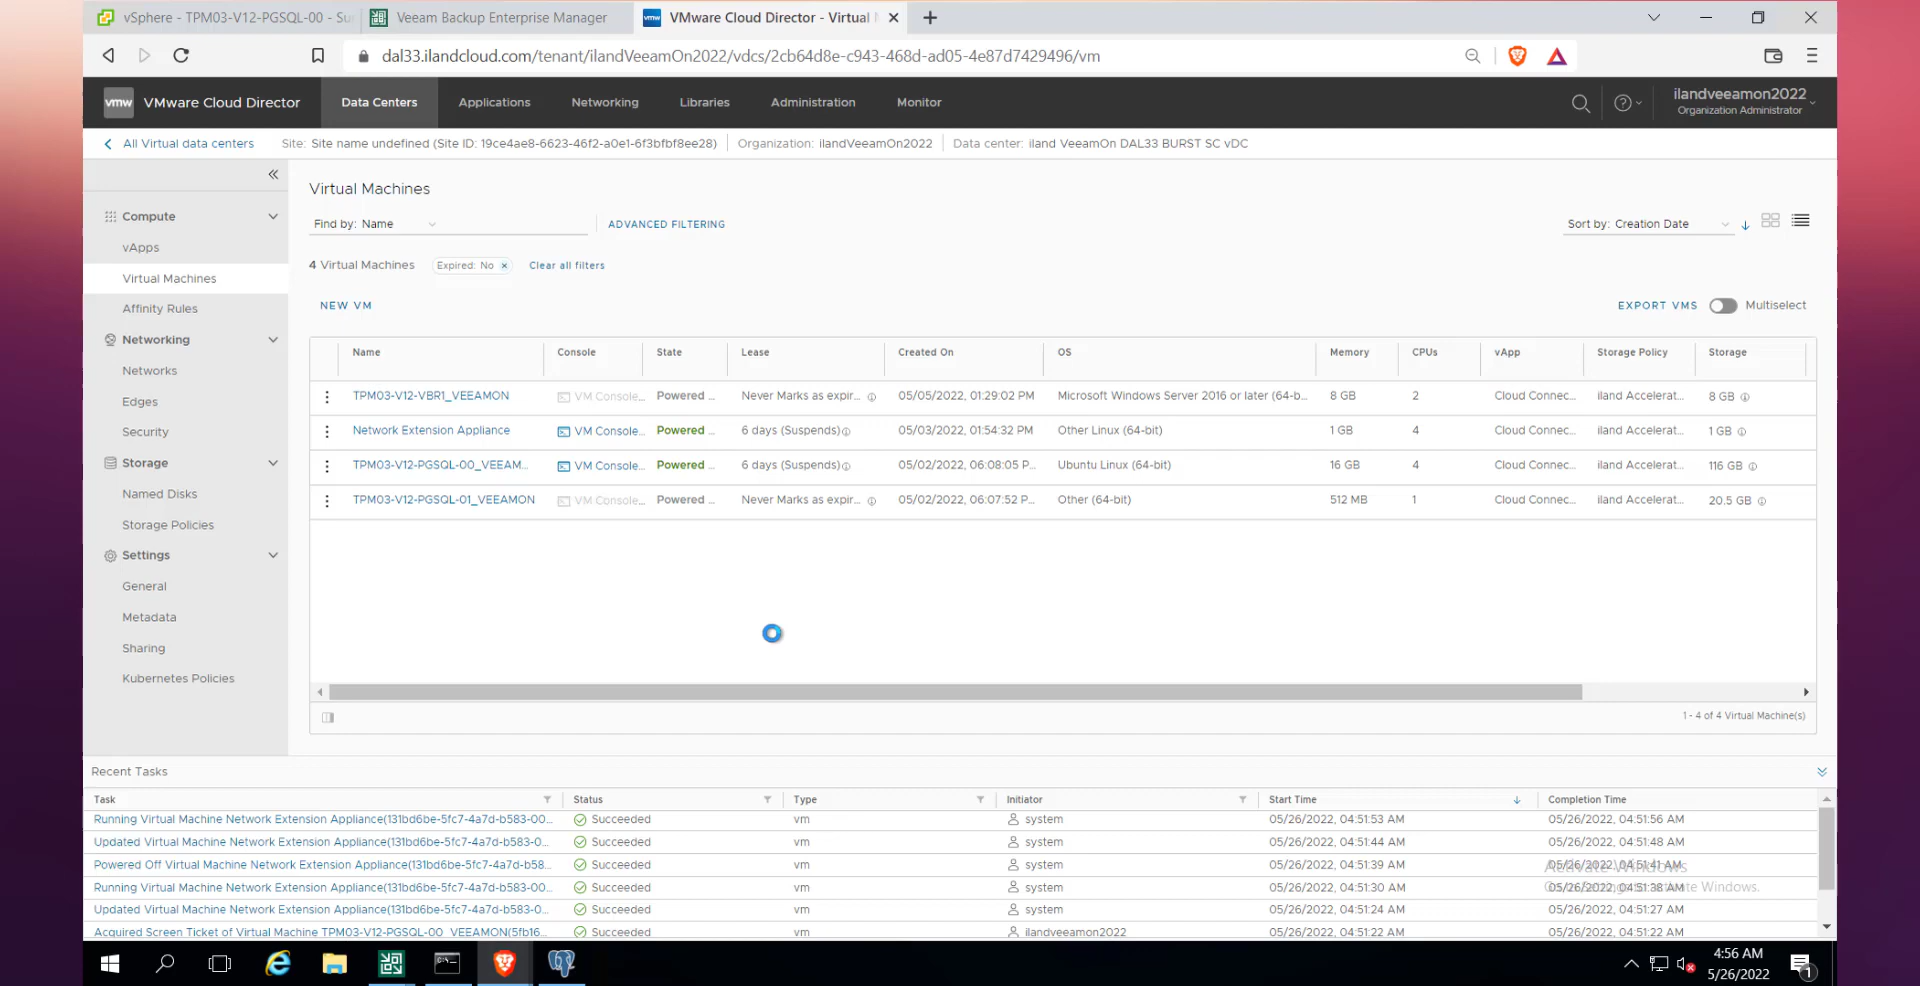 vSphere - TPM03-V12-PGSQL-00 - Su
Veeam Backup Enterprise Manager
VMware Cloud Director - Virtual
dal33.ilandcloud.com/tenant/ilandVeeamOn2022/vdcs/2cb64d8e-c943-468d-ad05-4e87d7429496/vm
vmw VMware Cloud Director Data Centers Applications Networking Libraries Administration Monitor
ilandveeamon2022
Organization Administrator
All Virtual data centers Site: Site name undefined (Site ID: 19ce4ae8-6623-46f2-a0e1-6f3bfbf8ee28) Organization: ilandVeeamOn2022 Data center: iland VeeamOn DAL33 BURST SC vDC
Compute
vApps
Virtual Machines
Affinity Rules
Networking
Networks
Edges
Security
Storage
Named Disks
Storage Policies
Settings
General
Metadata
Sharing
Kubernetes Policies
Virtual Machines
Find by: Name ADVANCED FILTERING Sort by: Creation Date
4 Virtual Machines Expired: No × Clear all filters
NEW VM EXPORT VMS Multiselect
Name Console State Lease Created On OS Memory CPUs vApp Storage Policy Storage
TPM03-V12-VBR1_VEEAMON VM Console... Powered ... Never Marks as expir... 05/05/2022, 01:29:02 PM Microsoft Windows Server 2016 or later (64-b... 8 GB 2 Cloud Connec... iland Accelerat... 8 GB
Network Extension Appliance VM Console... Powered ... 6 days (Suspends) 05/03/2022, 01:54:32 PM Other Linux (64-bit) 1 GB 4 Cloud Connec... iland Accelerat... 1 GB
TPM03-V12-PGSQL-00_VEEAM... VM Console... Powered ... 6 days (Suspends) 05/02/2022, 06:08:05 P... Ubuntu Linux (64-bit) 16 GB 4 Cloud Connec... iland Accelerat... 116 GB
TPM03-V12-PGSQL-01_VEEAMON VM Console... Powered ... Never Marks as expir... 05/02/2022, 06:07:52 P... Other (64-bit) 512 MB 1 Cloud Connec... iland Accelerat... 20.5 GB
1 - 4 of 4 Virtual Machine(s)
Recent Tasks
Task Status Type Initiator Start Time Completion Time
Running Virtual Machine Network Extension Appliance(131bd6be-5fc7-4a7d-b583-00... Succeeded vm system 05/26/2022, 04:51:53 AM 05/26/2022, 04:51:56 AM
Updated Virtual Machine Network Extension Appliance(131bd6be-5fc7-4a7d-b583-0... Succeeded vm system 05/26/2022, 04:51:44 AM 05/26/2022, 04:51:48 AM
Powered Off Virtual Machine Network Extension Appliance(131bd6be-5fc7-4a7d-b58... Succeeded vm system 05/26/2022, 04:51:39 AM 05/26/2022, 04:51:41 AM
Activate Windows
Running Virtual Machine Network Extension Appliance(131bd6be-5fc7-4a7d-b583-00... Succeeded vm system 05/26/2022, 04:51:30 AM 05/26/2022, 04:51:38 AM
Windows.
Updated Virtual Machine Network Extension Appliance(131bd6be-5fc7-4a7d-b583-0... Succeeded vm system 05/26/2022, 04:51:24 AM 05/26/2022, 04:51:27 AM
Acquired Screen Ticket of Virtual Machine TPM03-V12-PGSQL-00_VEEAMON(5fb16... Succeeded vm ilandveeamon2022 05/26/2022, 04:51:22 AM 05/26/2022, 04:51:22 AM
4:56 AM
5/26/2022
1